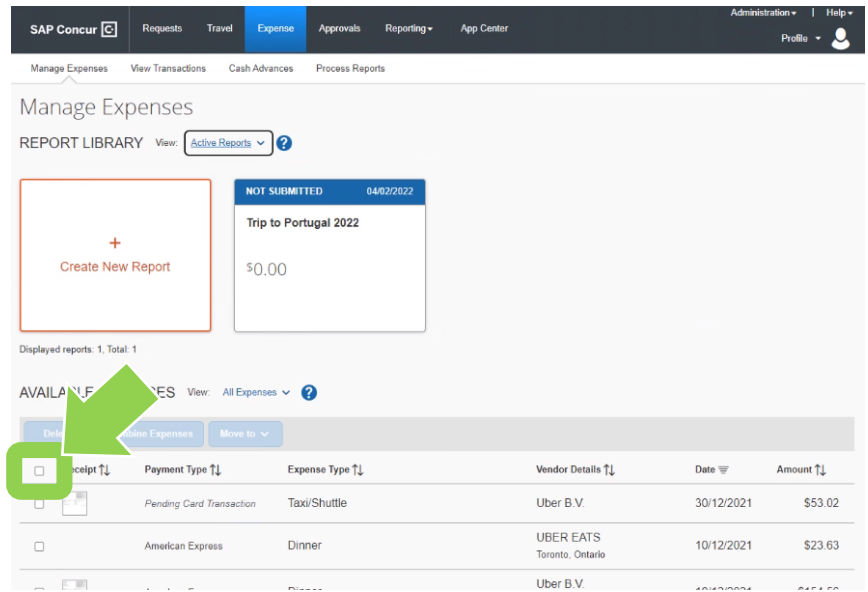 Administration | Help
SAP Concur C Requests Travel Expense Approvals Reporting App Center
Profile
Manage Expenses View Transactions Cash Advances Process Reports
Manage Expenses
REPORT LIBRARY View: Active Reports ?
NOT SUBMITTED 04/02/2022
Trip to Portugal 2022
+
Create New Report
$0.00
Displayed reports: 1, Total: 1
View: All Expenses ?
Expenses Move to
Payment Type Expense Type Vendor Details Date Amount
Pending Card Transaction Taxi/Shuttle Uber B.V. 30/12/2021 $53.02
American Express Dinner UBER EATS 10/12/2021 $23.63
Toronto, Ontario
Uber B.V.